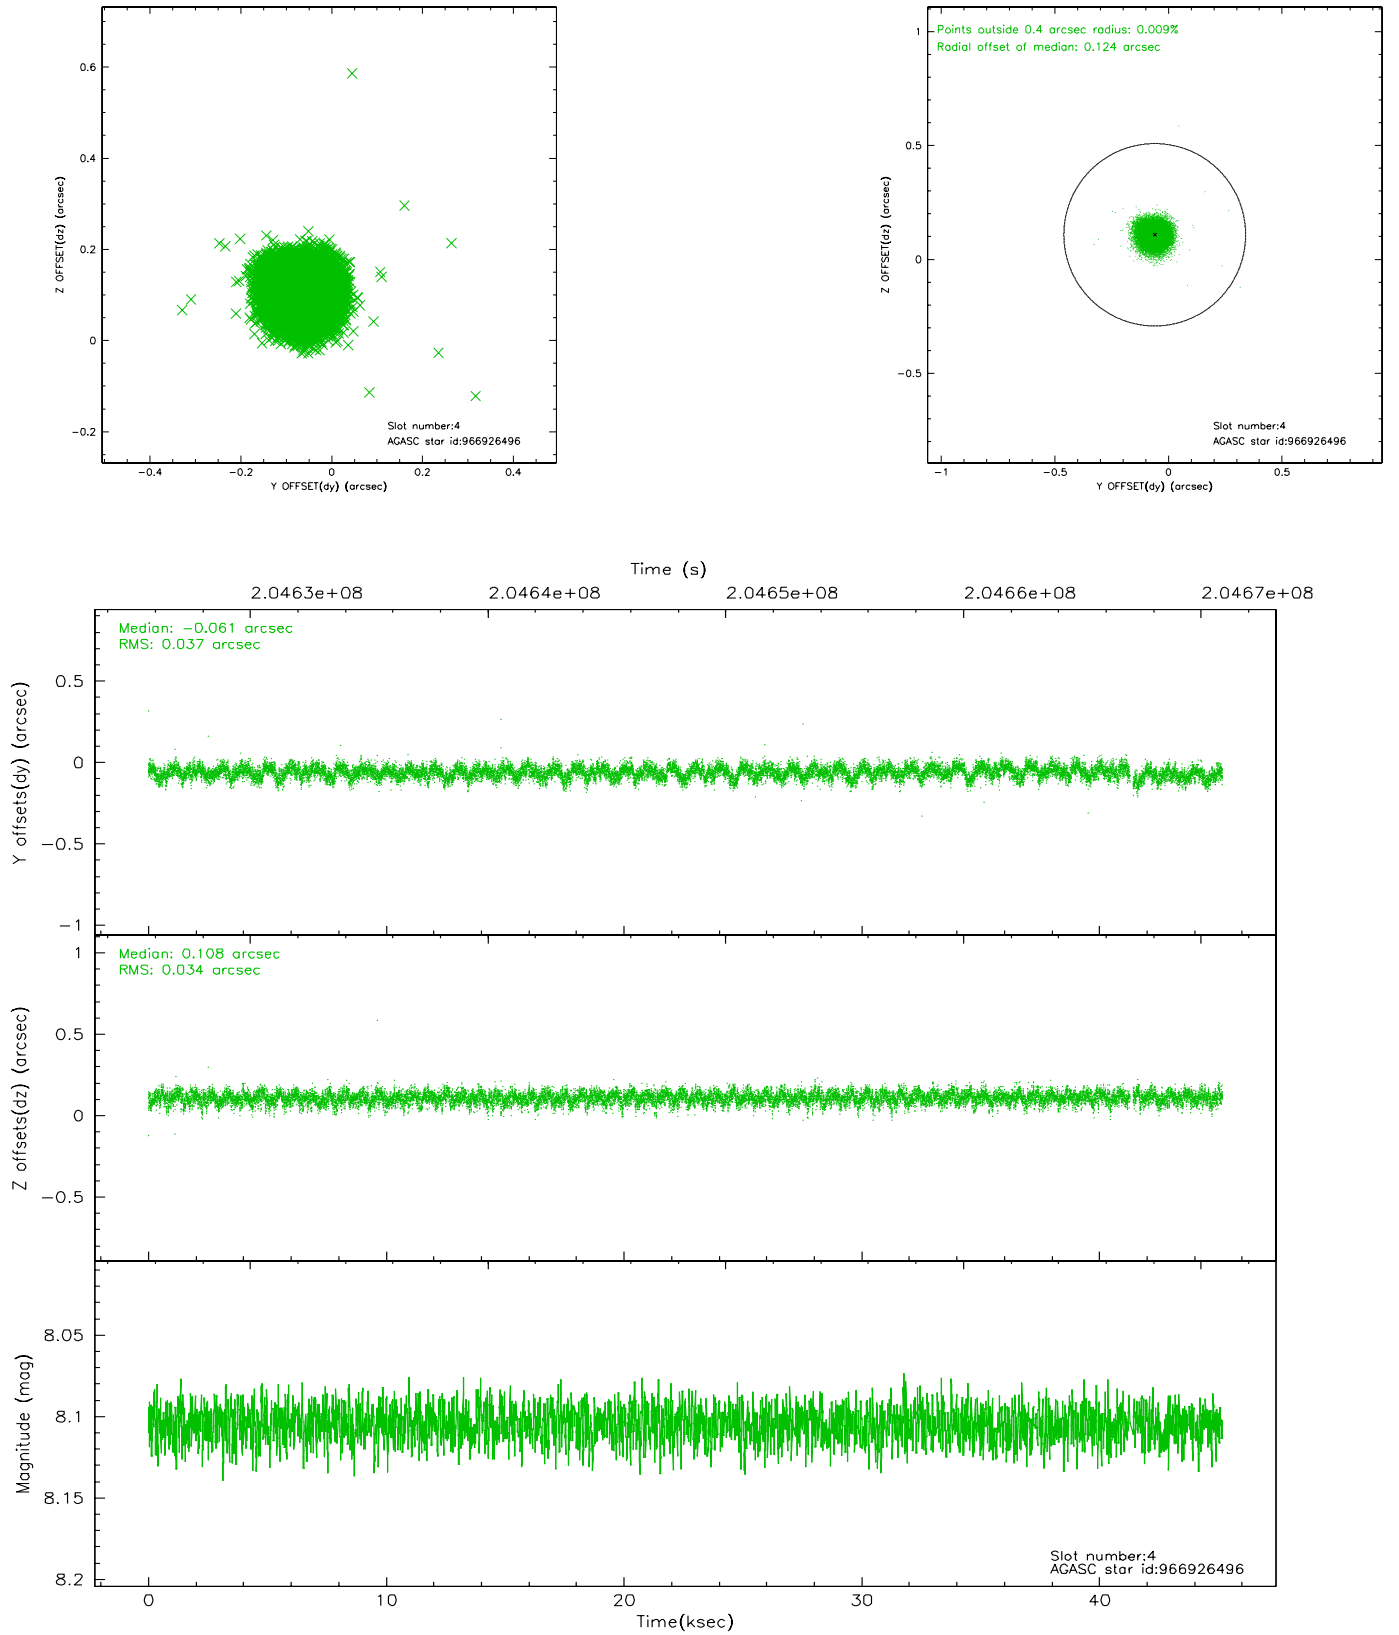 0.6
0.4
0.2
0
−0.2
Z OFFSET(dz) (arcsec)
Slot number:4
AGASC star id:966926496
−0.4 −0.2 0 0.2 0.4
Y OFFSET(dy) (arcsec)
Points outside 0.4 arcsec radius: 0.009%
Radial offset of median: 0.124 arcsec
1
0.5
0
−0.5
Z OFFSET(dz) (arcsec)
Slot number:4
AGASC star id:966926496
−1 −0.5 0 0.5
Y OFFSET(dy) (arcsec)
Time (s)
2.0463e+08 2.0464e+08 2.0465e+08 2.0466e+08 2.0467e+08
Median: −0.061 arcsec
RMS: 0.037 arcsec
0.5
0
−0.5
−1
Y offsets(dy) (arcsec)
Median: 0.108 arcsec
RMS: 0.034 arcsec
1
0.5
0
−0.5
Z offsets(dz) (arcsec)
8.05
8.1
8.15
8.2
Magnitude (mag)
Slot number:4
AGASC star id:966926496
0 10 20 30 40
Time(ksec)